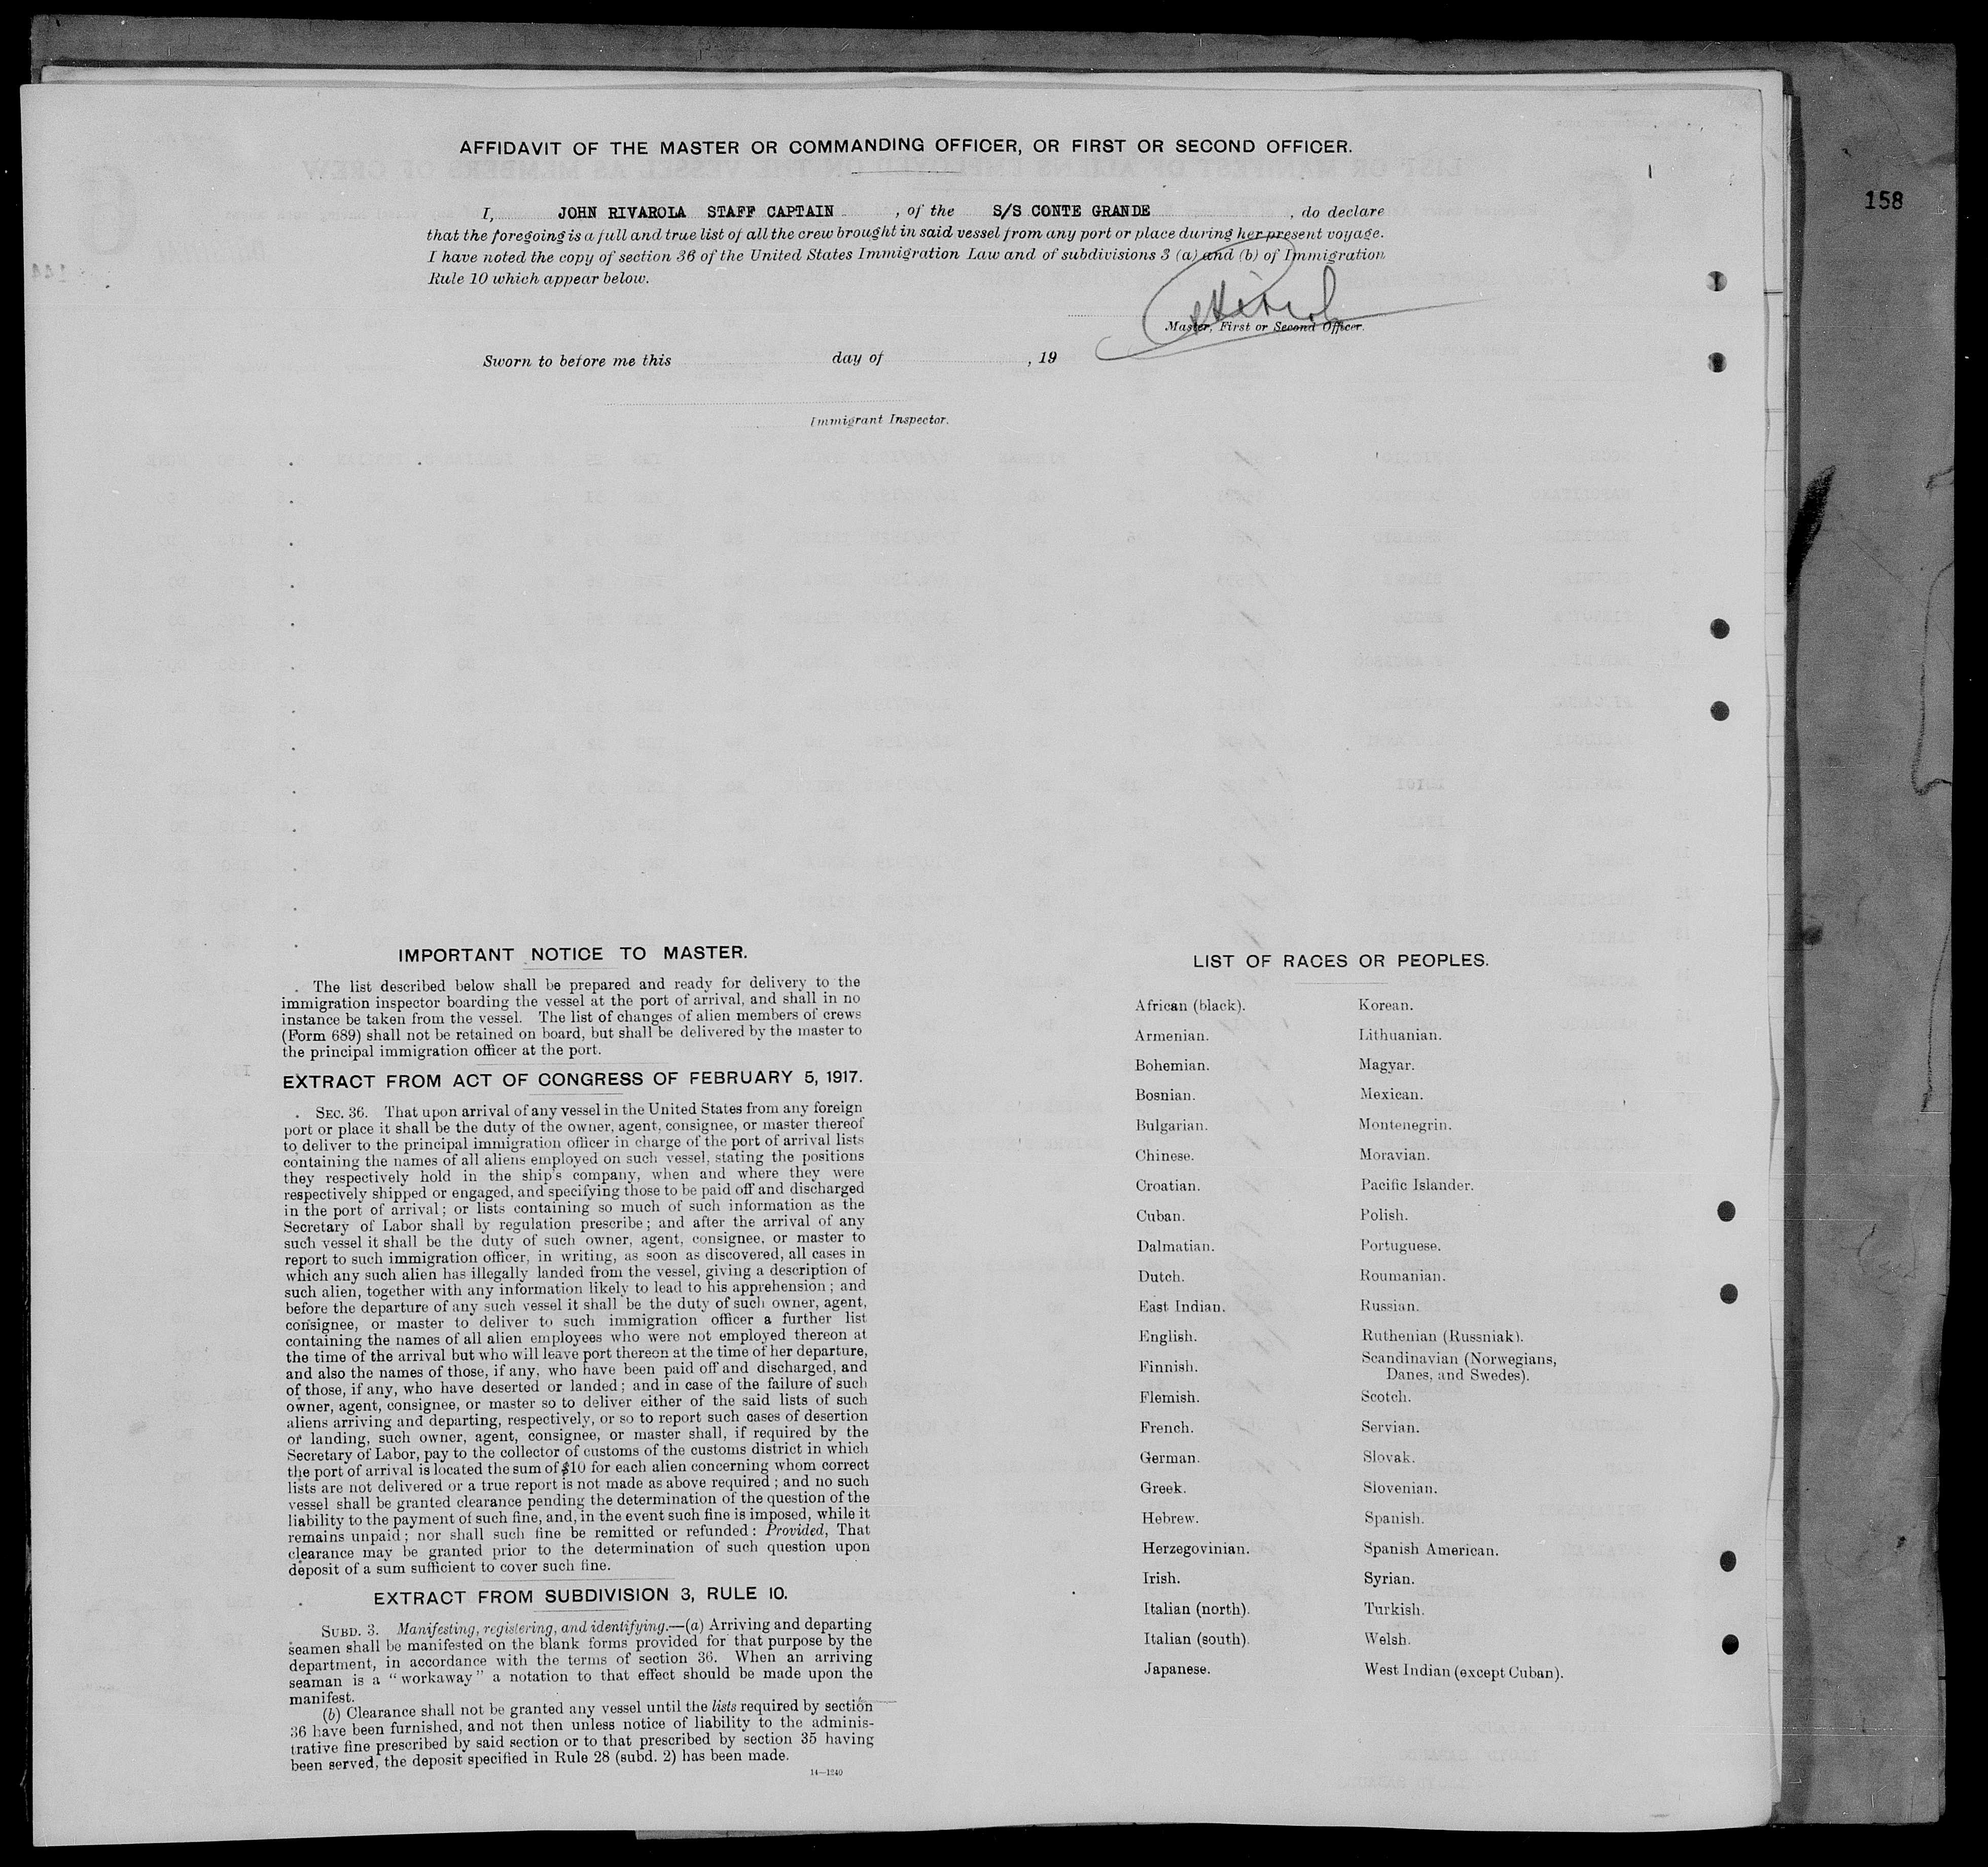 AFFIDAVIT OF THE MASTER OR COMMANDING OFFICER, OR FIRST OR SECOND OFFICER.
I, JOHN RIVAROLA STAFF CAPTAIN , of the S/S CONTE GRANDE , do declare
that the foregoing is a full and true list of all the crew brought in said vessel from any port or place during her present voyage.
I have noted the copy of section 36 of the United States Immigration Law and of subdivisions 3 (a) and (b) of Immigration
Rule 10 which appear below.
Master, First or Second Officer.
Sworn to before me this day of , 19
Immigrant Inspector.
158
IMPORTANT NOTICE TO MASTER.
The list described below shall be prepared and ready for delivery to the
immigration inspector boarding the vessel at the port of arrival, and shall in no
instance be taken from the vessel. The list of changes of alien members of crews
(Form 689) shall not be retained on board, but shall be delivered by the master to
the principal immigration officer at the port.
EXTRACT FROM ACT OF CONGRESS OF FEBRUARY 5, 1917.
SEC. 36. That upon arrival of any vessel in the United States from any foreign
port or place it shall be the duty of the owner, agent, consignee, or master thereof
to deliver to the principal immigration officer in charge of the port of arrival lists
containing the names of all aliens employed on such vessel, stating the positions
they respectively hold in the ship's company, when and where they were
respectively shipped or engaged, and specifying those to be paid off and discharged
in the port of arrival; or lists containing so much of such information as the
Secretary of Labor shall by regulation prescribe; and after the arrival of any
such vessel it shall be the duty of such owner, agent, consignee, or master to
report to such immigration officer, in writing, as soon as discovered, all cases in
which any such alien has illegally landed from the vessel, giving a description of
such alien, together with any information likely to lead to his apprehension; and
before the departure of any such vessel it shall be the duty of such owner, agent,
consignee, or master to deliver to such immigration officer a further list
containing the names of all alien employees who were not employed thereon at
the time of the arrival but who will leave port thereon at the time of her departure,
and also the names of those, if any, who have been paid off and discharged, and
of those, if any, who have deserted or landed; and in case of the failure of such
owner, agent, consignee, or master so to deliver either of the said lists of such
aliens arriving and departing, respectively, or so to report such cases of desertion
or landing, such owner, agent, consignee, or master shall, if required by the
Secretary of Labor, pay to the collector of customs of the customs district in which
the port of arrival is located the sum of $10 for each alien concerning whom correct
lists are not delivered or a true report is not made as above required; and no such
vessel shall be granted clearance pending the determination of the question of the
liability to the payment of such fine, and, in the event such fine is imposed, while it
remains unpaid; nor shall such fine be remitted or refunded: Provided, That
clearance may be granted prior to the determination of such question upon
deposit of a sum sufficient to cover such fine.
EXTRACT FROM SUBDIVISION 3, RULE 10.
SUBD. 3. Manifesting, registering, and identifying.—(a) Arriving and departing
seamen shall be manifested on the blank forms provided for that purpose by the
department, in accordance with the terms of section 36. When an arriving
seaman is a "workaway" a notation to that effect should be made upon the
manifest.
(b) Clearance shall not be granted any vessel until the lists required by section
36 have been furnished, and not then unless notice of liability to the adminis-
trative fine prescribed by said section or to that prescribed by section 35 having
been served, the deposit specified in Rule 28 (subd. 2) has been made.
14—1240
LIST OF RACES OR PEOPLES.
African (black).
Armenian.
Bohemian.
Bosnian.
Bulgarian.
Chinese.
Croatian.
Cuban.
Dalmatian.
Dutch.
East Indian.
English.
Finnish.
Flemish.
French.
German.
Greek.
Hebrew.
Herzegovinian.
Irish.
Italian (north).
Italian (south).
Japanese.
Korean.
Lithuanian.
Magyar.
Mexican.
Montenegrin.
Moravian.
Pacific Islander.
Polish.
Portuguese.
Roumanian.
Russian.
Ruthenian (Russniak).
Scandinavian (Norwegians,
Danes, and Swedes).
Scotch.
Servian.
Slovak.
Slovenian.
Spanish.
Spanish American.
Syrian.
Turkish.
Welsh.
West Indian (except Cuban).